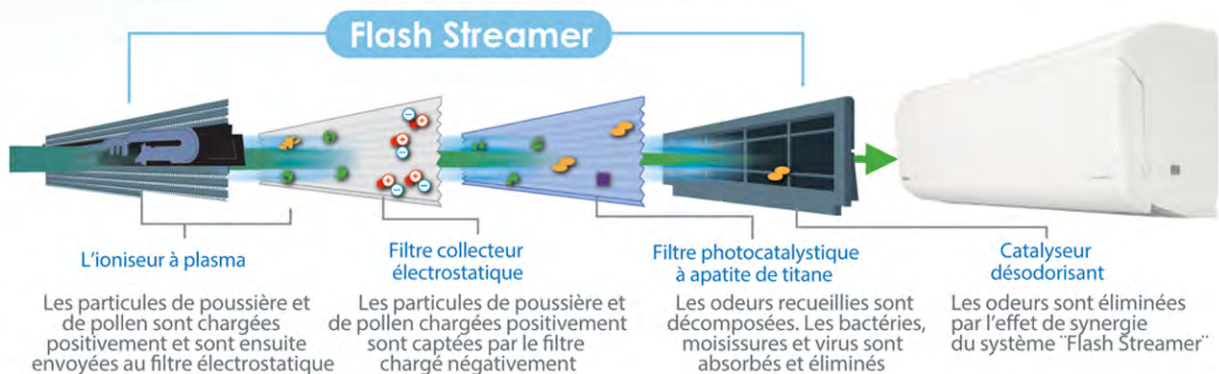 Flash Streamer
L'ioniseur à plasma
Les particules de poussière et
de pollen sont chargées
positivement et sont ensuite
envoyées au filtre électrostatique
Filtre collecteur
électrostatique
Les particules de poussière et
de pollen chargées positivement
sont captées par le filtre
chargé négativement
Filtre photocatalystique
à apatite de titane
Les odeurs recueillies sont
décomposées. Les bactéries,
moisissures et virus sont
absorbés et éliminés
Catalyseur
désodorisant
Les odeurs sont éliminées
par l'effet de synergie
du système ¨Flash Streamer¨